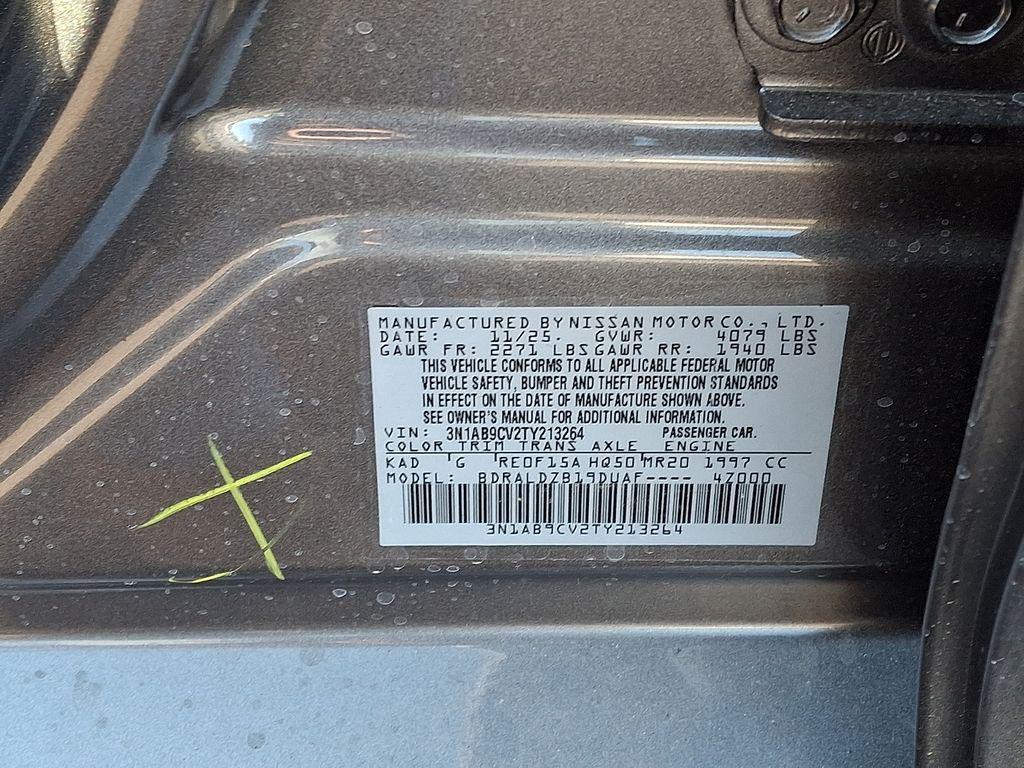 MANUFACTURED BY NISSAN MOTOR CO., LTD.
DATE: 11/25. GVWR: 4079 LBS
GAWR FR: 2271 LBS GAWR RR: 1940 LBS
THIS VEHICLE CONFORMS TO ALL APPLICABLE FEDERAL MOTOR
VEHICLE SAFETY, BUMPER AND THEFT PREVENTION STANDARDS
IN EFFECT ON THE DATE OF MANUFACTURE SHOWN ABOVE.
SEE OWNER'S MANUAL FOR ADDITIONAL INFORMATION.
VIN: 3N1AB9CV2TY213264 PASSENGER CAR.
COLOR TRIM TRANS AXLE ENGINE
KAD G RE0F15A HQ50 MR20 1997 CC
MODEL: BDRALDZB19DUAF---- 4Z000
3N1AB9CV2TY213264